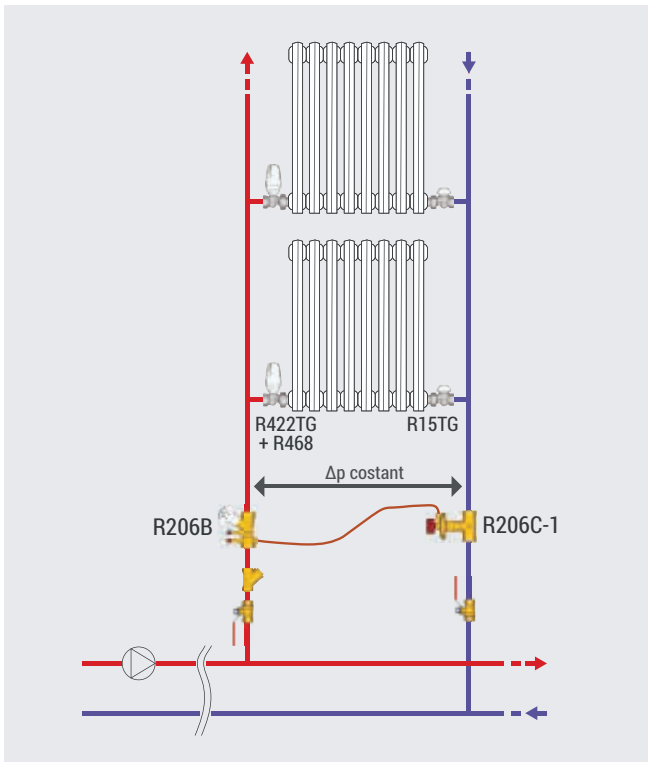 R422TG
+ R468
R15TG
Δp costant
R206B
R206C-1